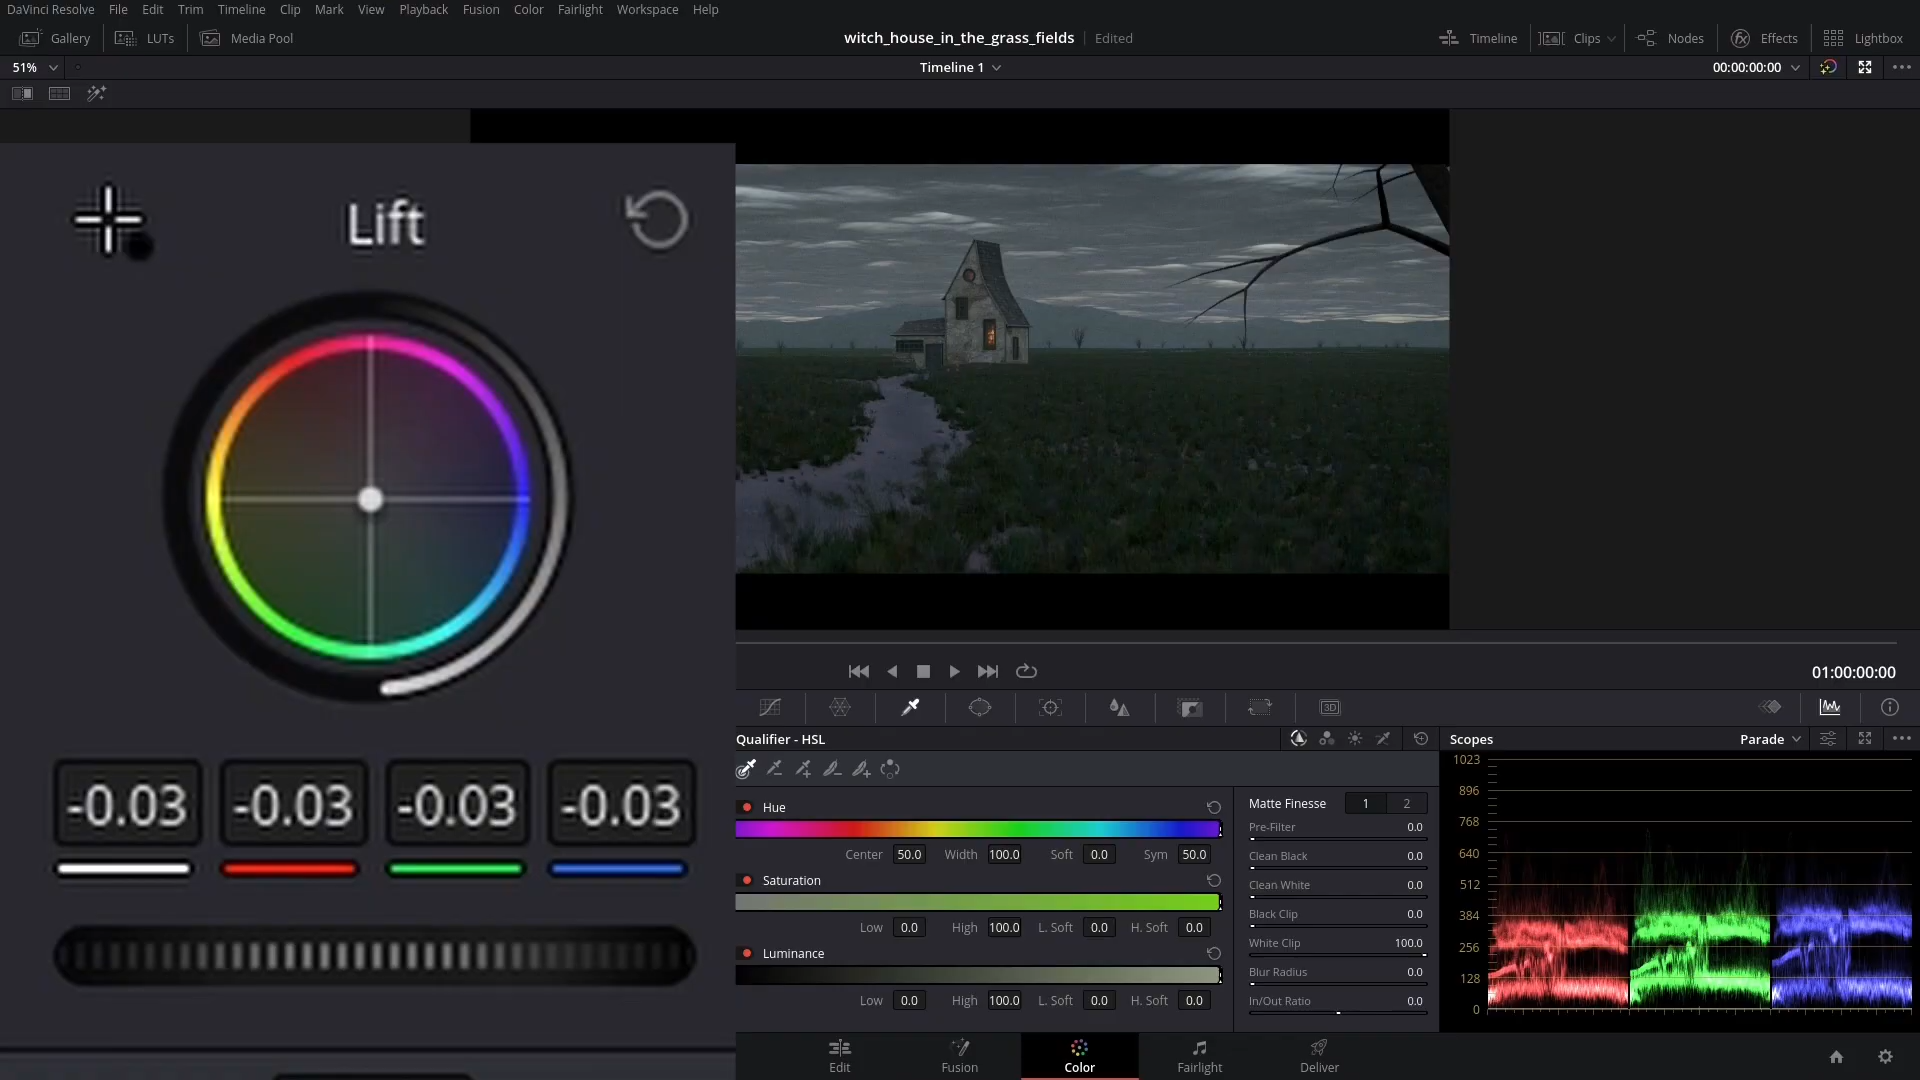 DaVinci Resolve File Edit Trim Timeline Clip Mark View Playback Fusion Color Fairlight Workspace Help
Gallery LUTs Media Pool witch_house_in_the_grass_fields Edited Timeline Clips Nodes Effects Lightbox
51% Timeline 1 00:00:00:00
Lift
-0.03 -0.03 -0.03 -0.03
01:00:00:00
3D
Qualifier - HSL
Hue
Center 50.0 Width 100.0 Soft 0.0 Sym 50.0
Saturation
Low 0.0 High 100.0 L. Soft 0.0 H. Soft 0.0
Luminance
Low 0.0 High 100.0 L. Soft 0.0 H. Soft 0.0
Matte Finesse 1 2
Pre-Filter 0.0
Clean Black 0.0
Clean White 0.0
Black Clip 0.0
White Clip 100.0
Blur Radius 0.0
In/Out Ratio 0.0
Scopes Parade
1023
896
768
640
512
384
256
128
0
Edit Fusion Color Fairlight Deliver